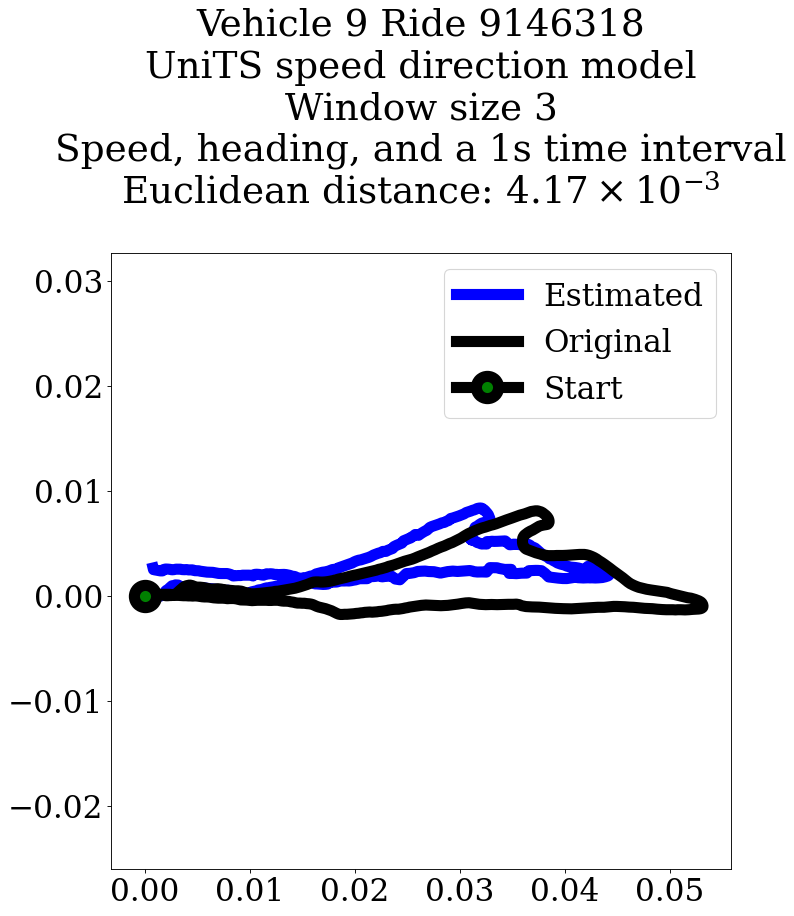 Vehicle 9 Ride 9146318
UniTS speed direction model
Window size 3
Speed, heading, and a 1s time interval
Euclidean distance: 4.17 × 10⁻³
Estimated
Original
Start
0.03
0.02
0.01
0.00
−0.01
−0.02
0.00 0.01 0.02 0.03 0.04 0.05